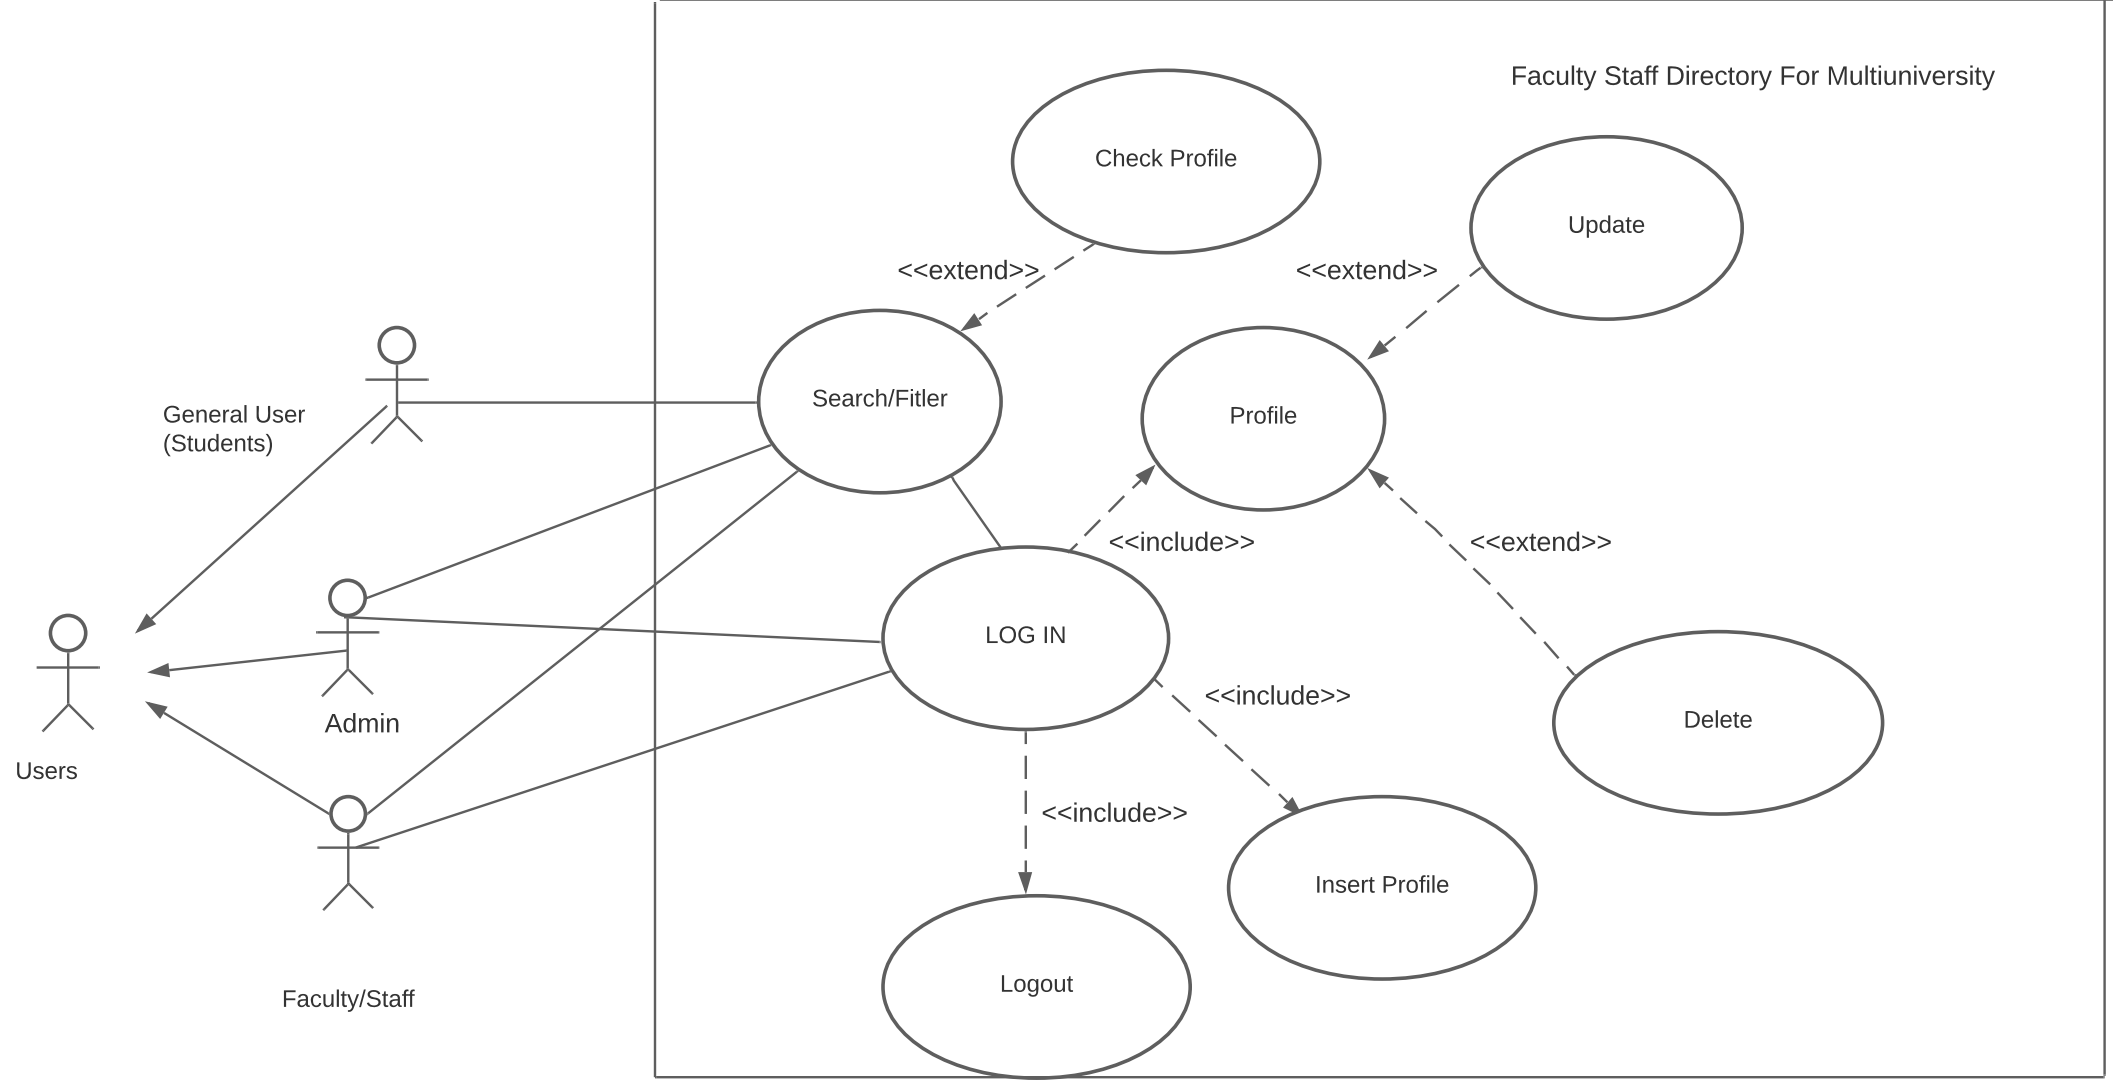 Faculty Staff Directory For Multiuniversity
Check Profile
Update
<<extend>>
<<extend>>
Search/Fitler
Profile
General User
(Students)
<<include>>
<<extend>>
LOG IN
<<include>>
Admin
Delete
Users
<<include>>
Insert Profile
Logout
Faculty/Staff